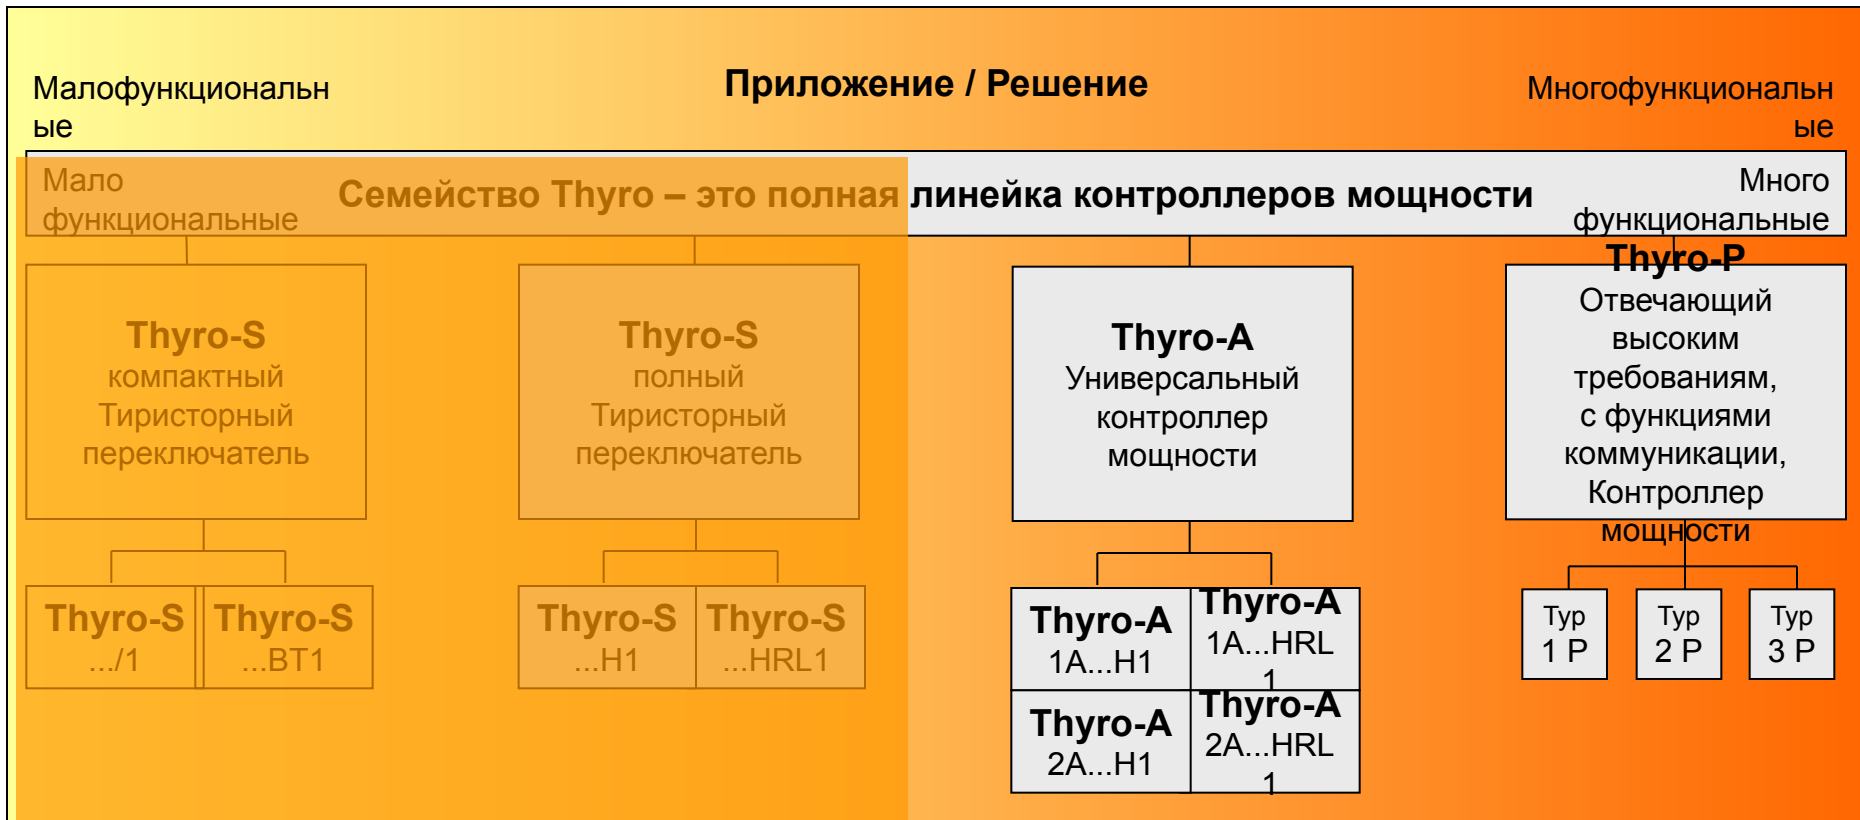 Малофункциональн
ые
Приложение / Решение
Многофункциональн
ые
Мало
функциональные
Семейство Thyro – это полная линейка контроллеров мощности
Много
функциональные
Thyro-S
компактный
Тиристорный
переключатель
Thyro-S
полный
Тиристорный
переключатель
Thyro-A
Универсальный
контроллер
мощности
Thyro-P
Отвечающий
высоким
требованиям,
с функциями
коммуникации,
Контроллер
мощности
Thyro-S
.../1
Thyro-S
...BT1
Thyro-S
...H1
Thyro-S
...HRL1
Thyro-A
1A...H1
Thyro-A
1A...HRL
1
Thyro-A
2A...H1
Thyro-A
2A...HRL
1
Typ
1 P
Typ
2 P
Typ
3 P